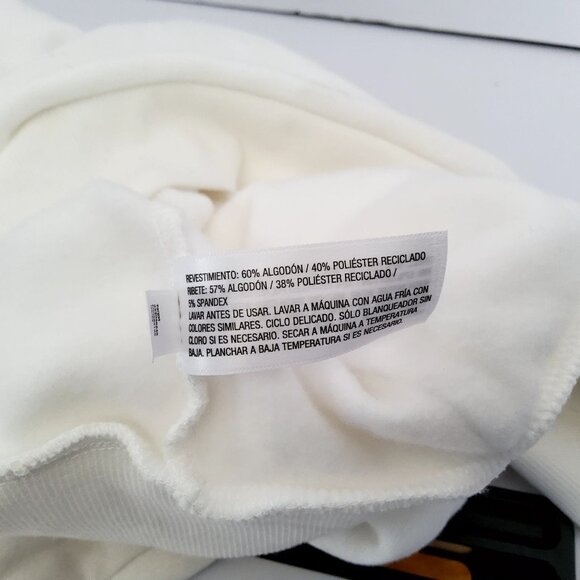 REVESTIMIENTO: 60% ALGODÓN / 40% POLIÉSTER RECICLADO
RIBETE: 57% ALGODÓN / 38% POLIÉSTER RECICLADO /
5% SPANDEX
LAVAR ANTES DE USAR. LAVAR A MÁQUINA CON AGUA FRÍA CON
COLORES SIMILARES. CICLO DELICADO. SÓLO BLANQUEADOR SIN
CLORO SI ES NECESARIO. SECAR A MÁQUINA A TEMPERATURA
BAJA. PLANCHAR A BAJA TEMPERATURA SI ES NECESARIO.